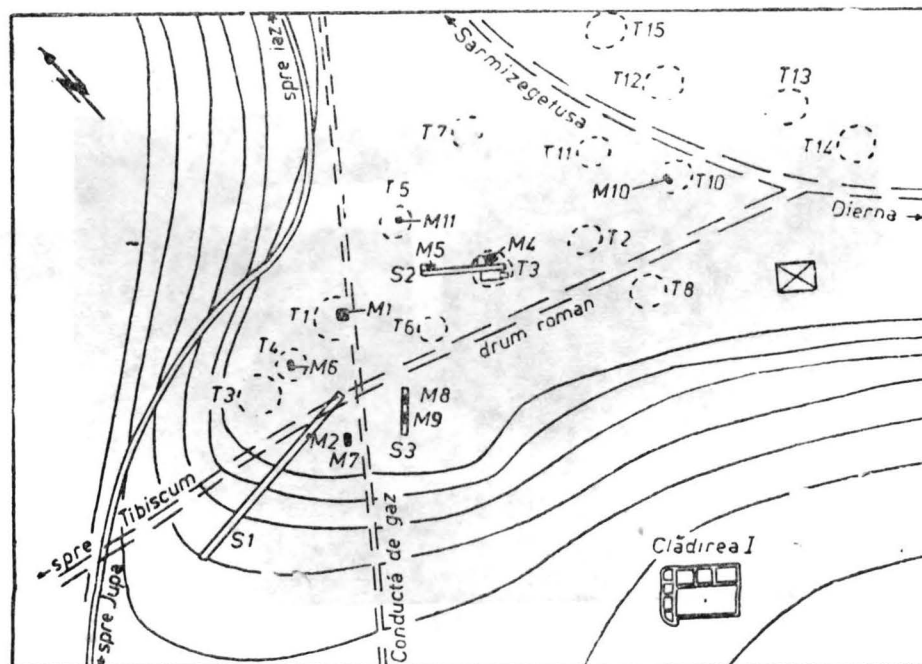 T15
spre iaz
Sarmizegetusa
T12
T13
T7
T11
T14
M10
T10
T5
M11
Dierna
M5
M4
T2
S2
T3
T8
T1
M1
T6
drum roman
T4
M6
T3
M8
M9
M2
M7
S3
spre Tibiscum
S1
Conductă de gaz
Clădirea I
spre Jupa